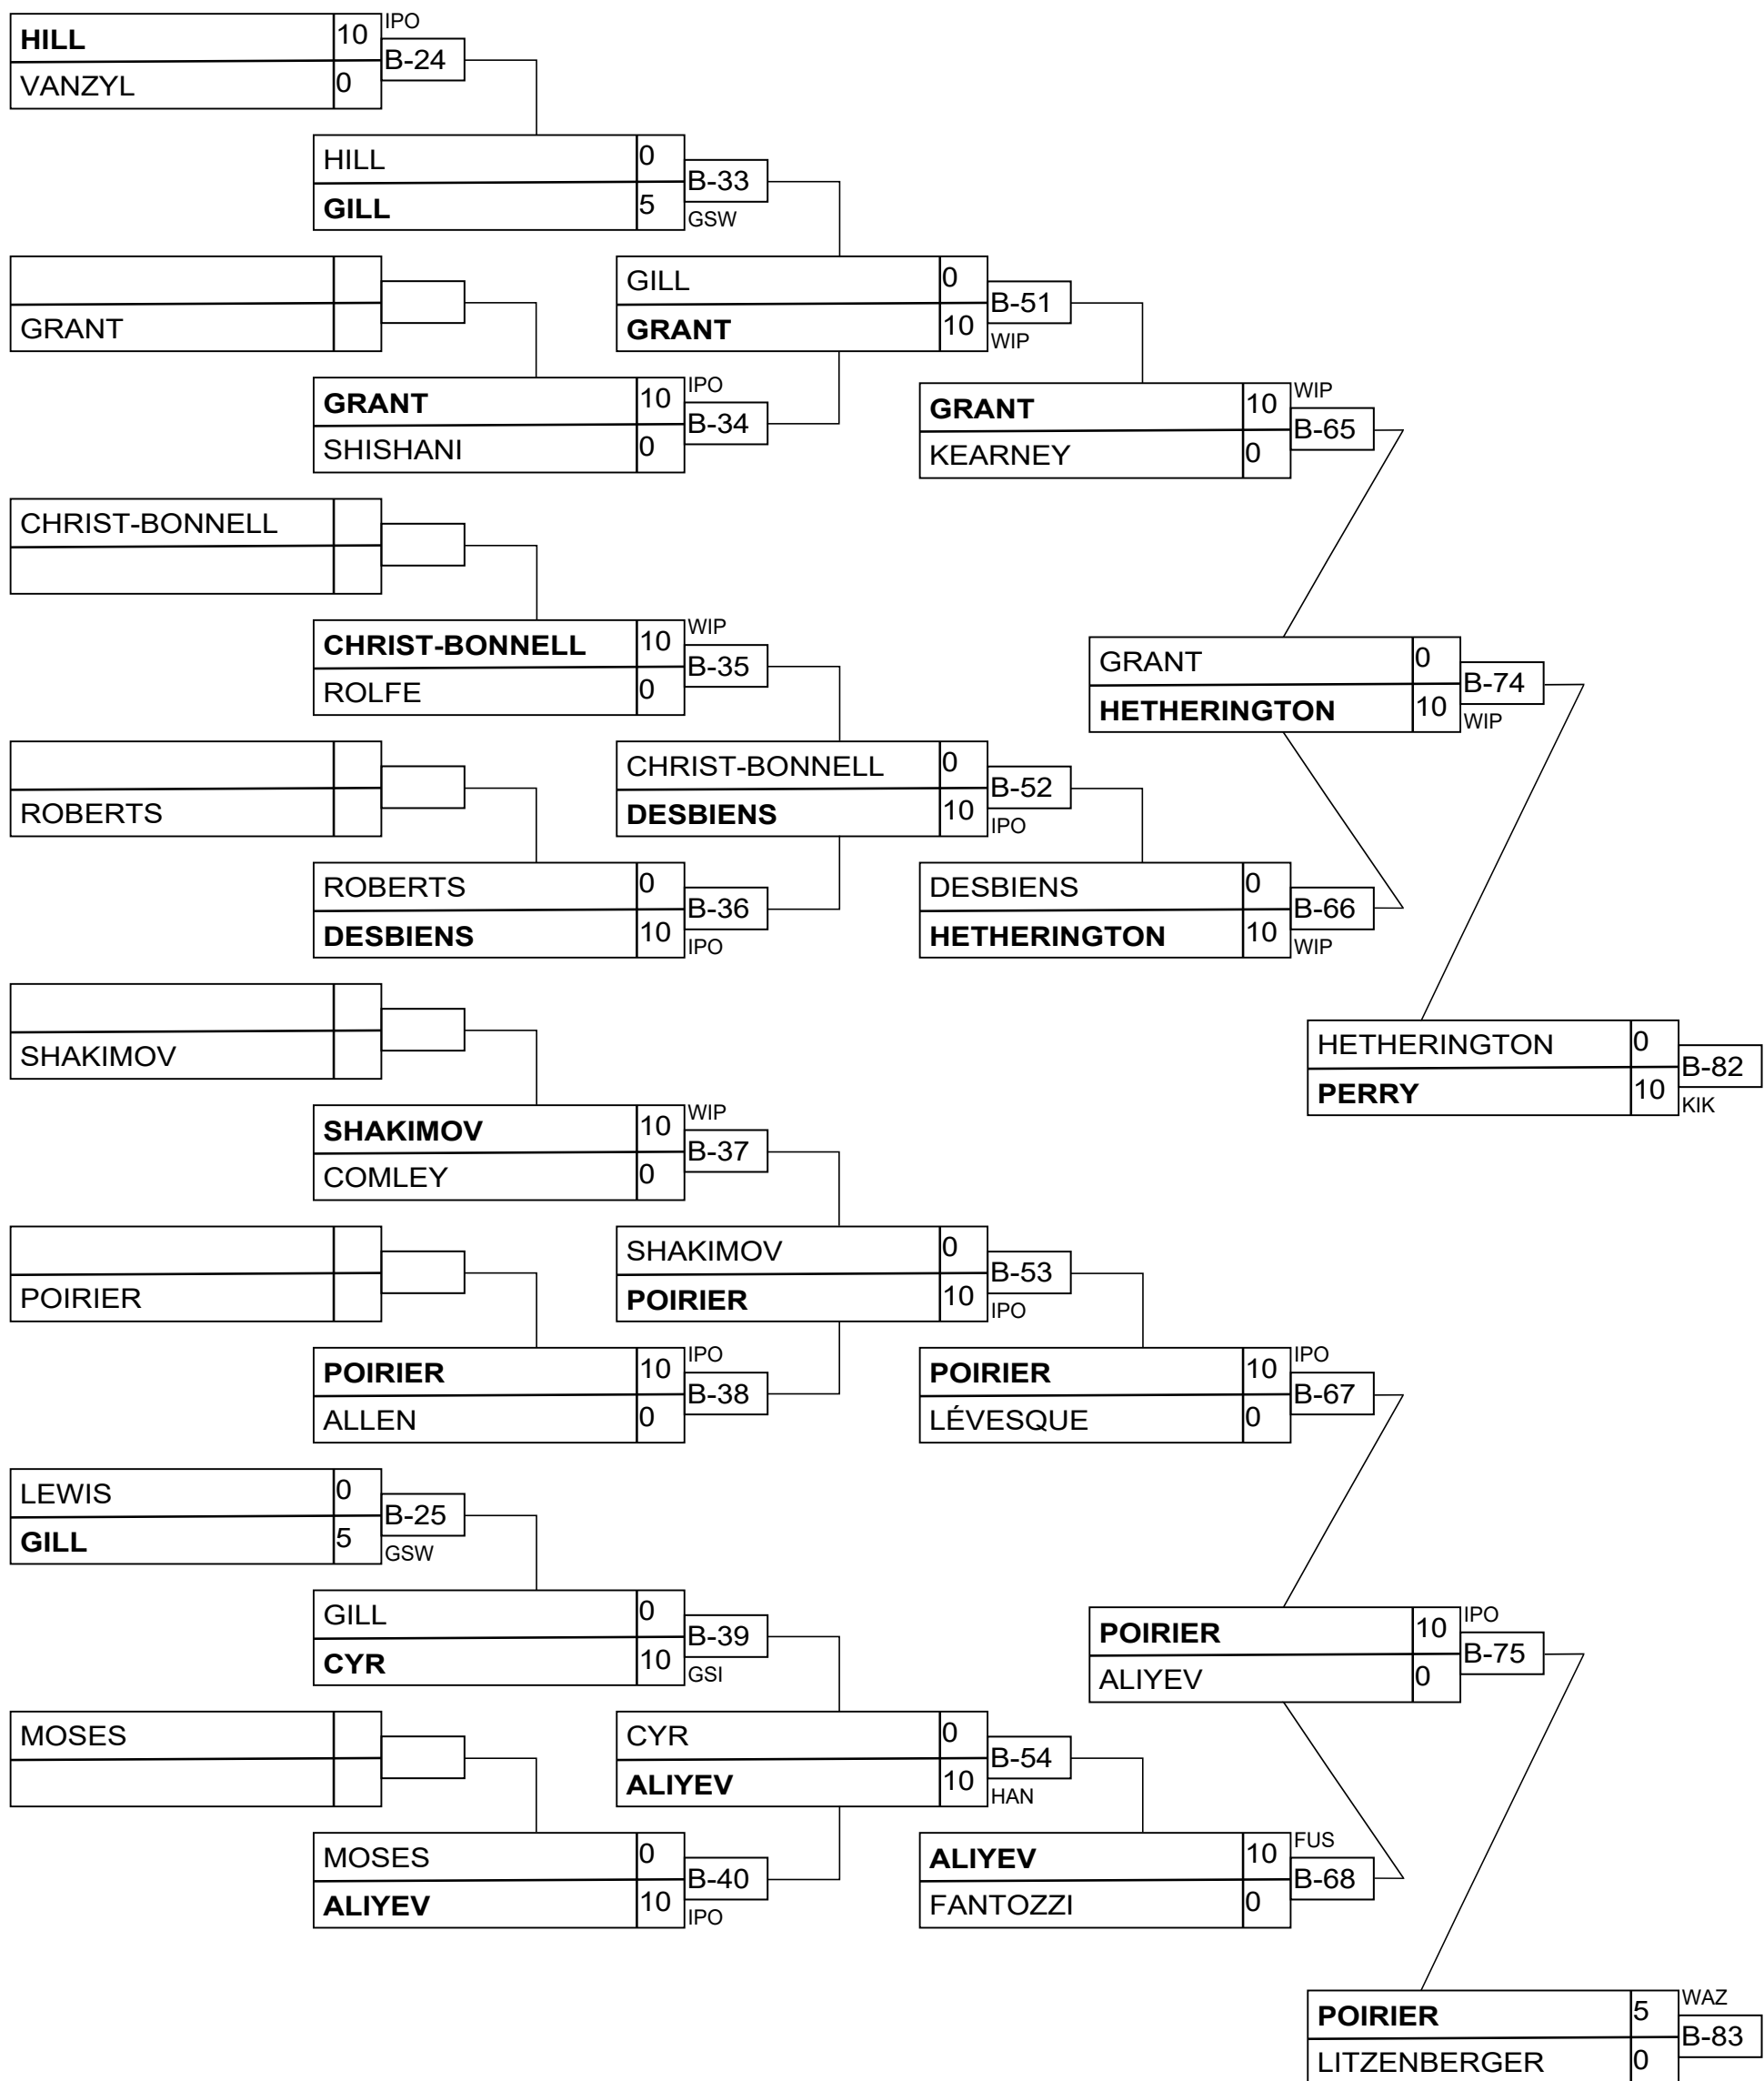 HILL 10 IPO
B-24
VANZYL 0
HILL 0
B-33
GILL 5 GSW
GRANT
GILL 0
B-51
GRANT 10 WIP
GRANT 10 IPO
B-34
SHISHANI 0
GRANT 10 WIP
B-65
KEARNEY 0
CHRIST-BONNELL
CHRIST-BONNELL 10 WIP
B-35
ROLFE 0
GRANT 0
B-74
HETHERINGTON 10 WIP
ROBERTS
CHRIST-BONNELL 0
B-52
DESBIENS 10 IPO
ROBERTS 0
B-36
DESBIENS 10 IPO
DESBIENS 0
B-66
HETHERINGTON 10 WIP
SHAKIMOV
HETHERINGTON 0
B-82
PERRY 10 KIK
SHAKIMOV 10 WIP
B-37
COMLEY 0
POIRIER
SHAKIMOV 0
B-53
POIRIER 10 IPO
POIRIER 10 IPO
B-38
ALLEN 0
POIRIER 10 IPO
B-67
LÉVESQUE 0
LEWIS 0
B-25
GILL 5 GSW
GILL 0
B-39
CYR 10 GSI
POIRIER 10 IPO
B-75
ALIYEV 0
MOSES
CYR 0
B-54
ALIYEV 10 HAN
MOSES 0
B-40
ALIYEV 10 IPO
ALIYEV 10 FUS
B-68
FANTOZZI 0
POIRIER 5 WAZ
B-83
LITZENBERGER 0